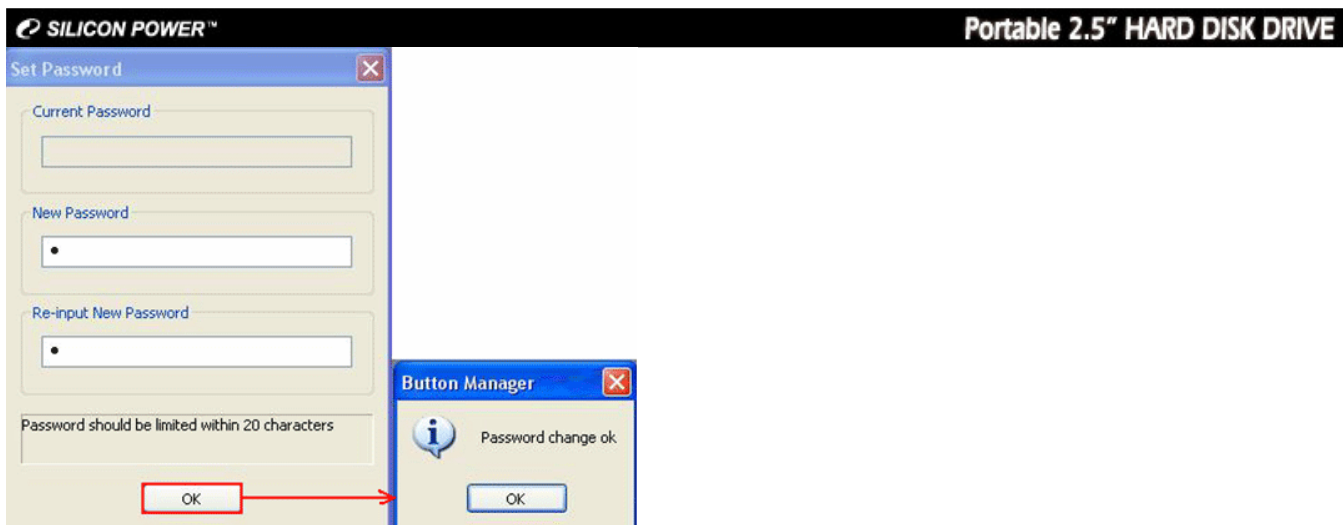 SILICON POWER™
Portable 2.5" HARD DISK DRIVE
Set Password
Current Password
New Password
Re-input New Password
Password should be limited within 20 characters
OK
Button Manager
Password change ok
OK